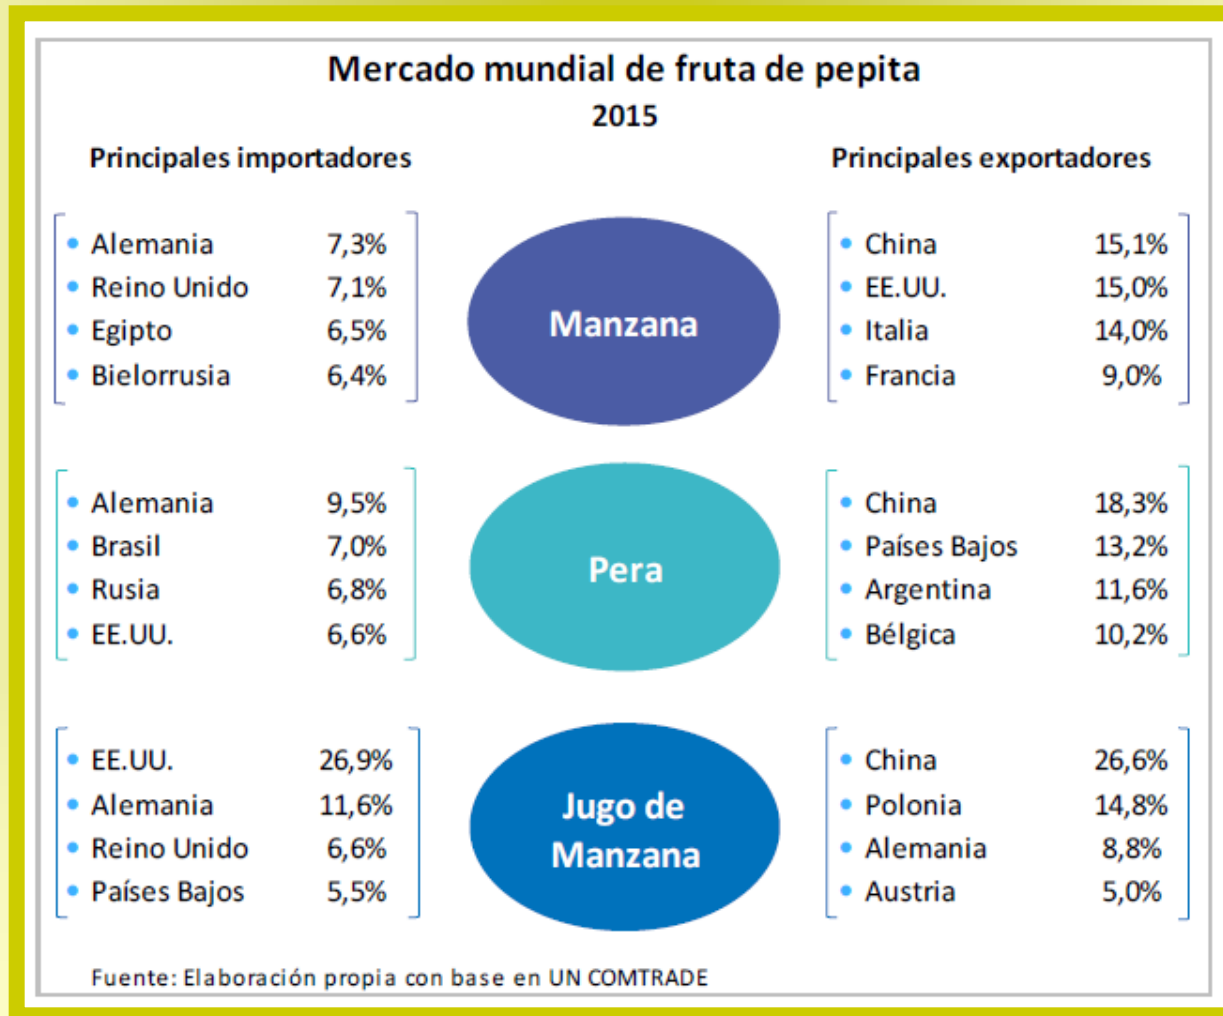 Mercado mundial de fruta de pepita
2015
Principales importadores
Principales exportadores
• Alemania 7,3%
• Reino Unido 7,1%
• Egipto 6,5%
• Bielorrusia 6,4%
Manzana
• China 15,1%
• EE.UU. 15,0%
• Italia 14,0%
• Francia 9,0%
• Alemania 9,5%
• Brasil 7,0%
• Rusia 6,8%
• EE.UU. 6,6%
Pera
• China 18,3%
• Países Bajos 13,2%
• Argentina 11,6%
• Bélgica 10,2%
• EE.UU. 26,9%
• Alemania 11,6%
• Reino Unido 6,6%
• Países Bajos 5,5%
Jugo de
Manzana
• China 26,6%
• Polonia 14,8%
• Alemania 8,8%
• Austria 5,0%
Fuente: Elaboración propia con base en UN COMTRADE